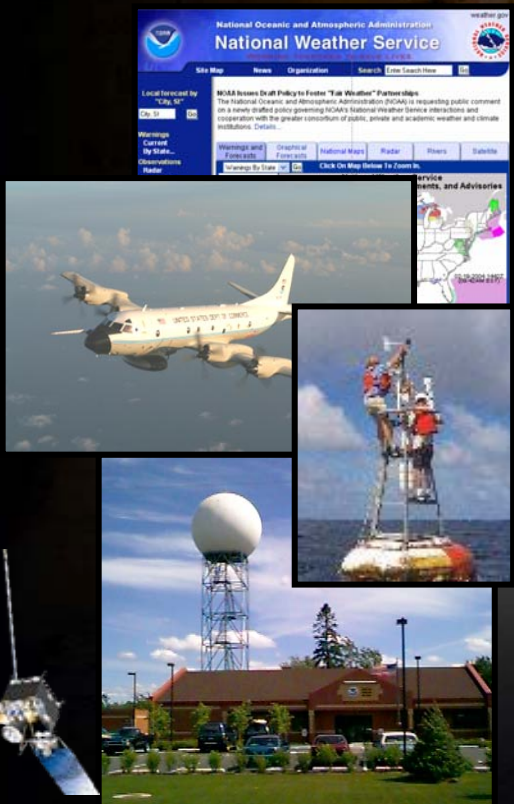 weather.gov
National Oceanic and Atmospheric Administration
National Weather Service
Site Map News Organization Search Enter Search Here Go
Local forecast by
"City, St"
City, St Go
Warnings
Current
By State...
Observations
Radar
NOAA Issues Draft Policy to Foster "Fair Weather" Partnerships
The National Oceanic and Atmospheric Administration (NOAA) is requesting public comment
on a newly drafted policy governing NOAA's National Weather Service interactions and
cooperation with the greater consortium of public, private and academic weather and climate
institutions. Details...
Warnings and Forecasts
Graphical Forecasts
National Maps
Radar
Rivers
Satellite
Warnings By State Go Click On Map Below To Zoom In.
ervice
ments, and Advisories
UNITED STATES DEPT OF COMMERCE